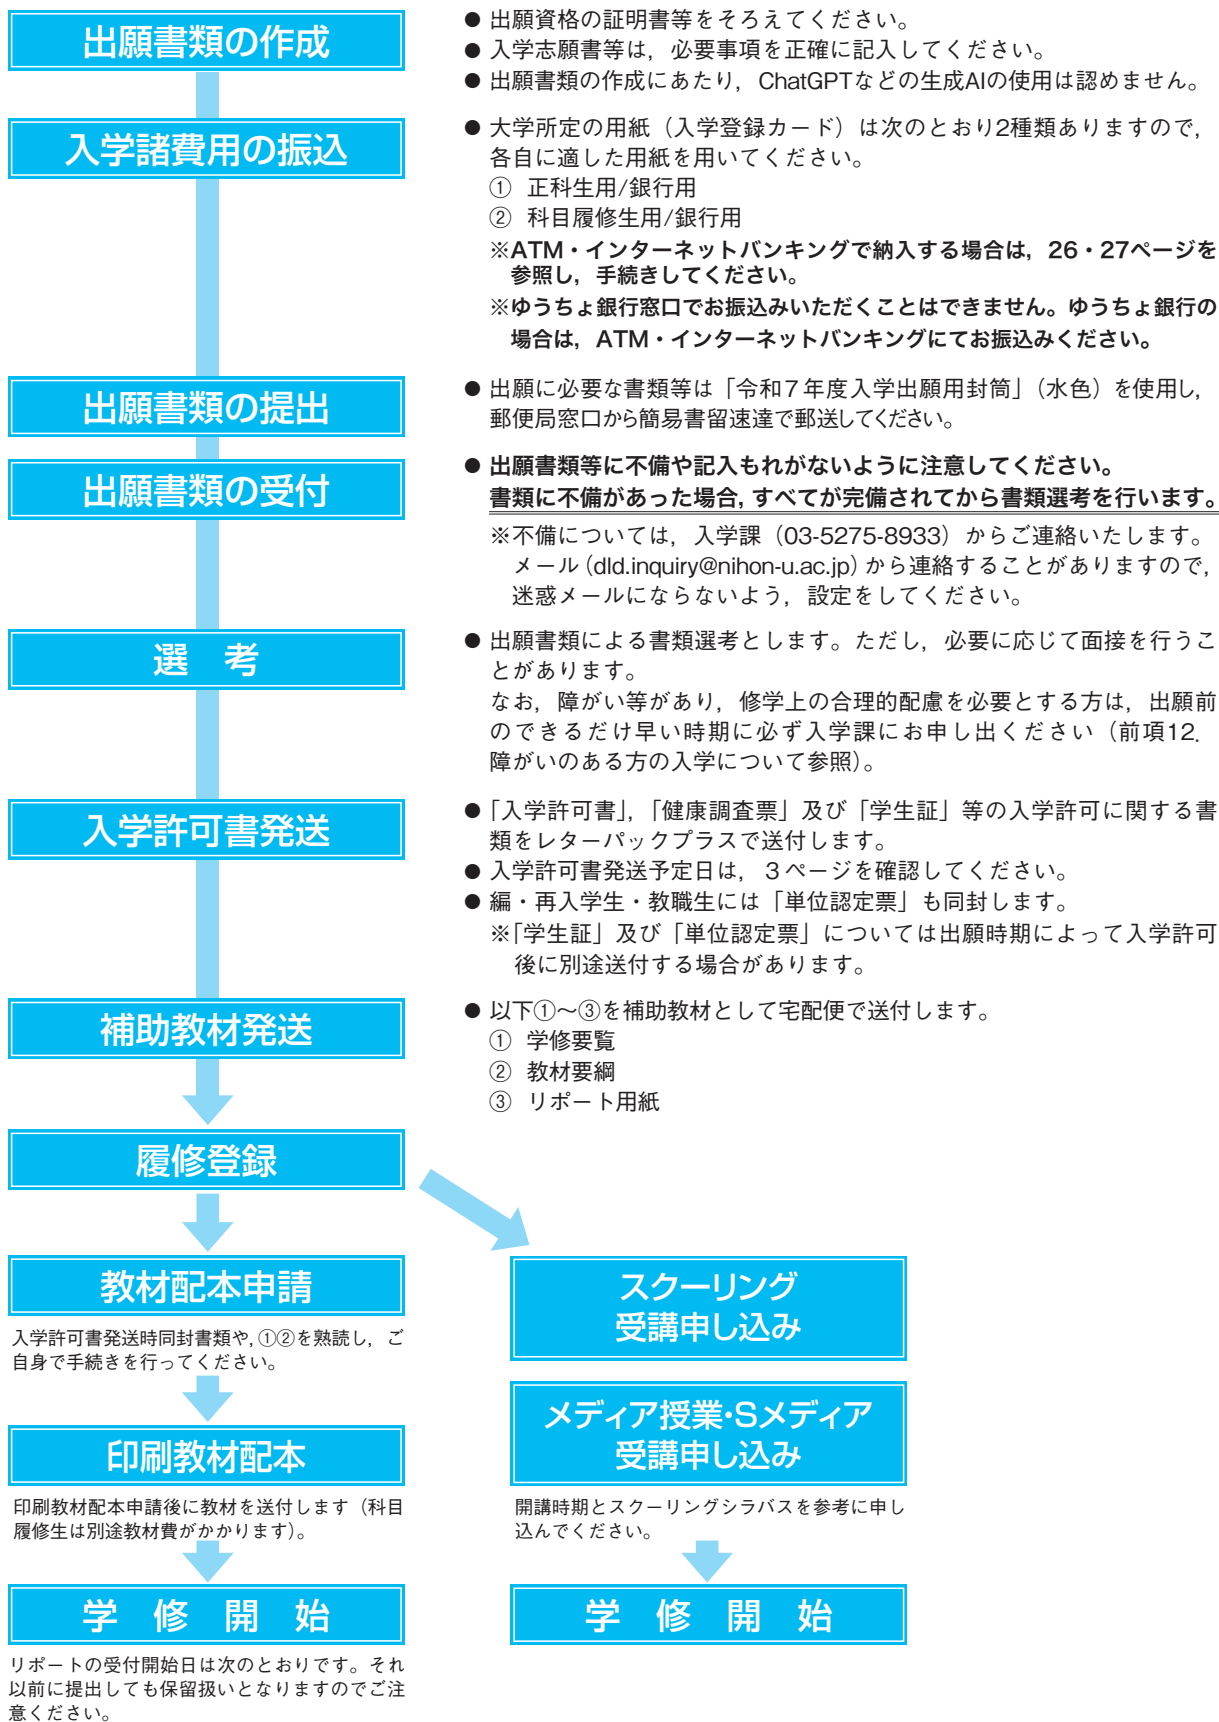 出願書類の作成
● 出願資格の証明書等をそろえてください。
● 入学志願書等は，必要事項を正確に記入してください。
● 出願書類の作成にあたり，ChatGPTなどの生成AIの使用は認めません。
入学諸費用の振込
● 大学所定の用紙（入学登録カード）は次のとおり2種類ありますので，
各自に適した用紙を用いてください。
① 正科生用/銀行用
② 科目履修生用/銀行用
※ATM・インターネットバンキングで納入する場合は，26・27ページを
参照し，手続きしてください。
※ゆうちょ銀行窓口でお振込みいただくことはできません。ゆうちょ銀行の
場合は，ATM・インターネットバンキングにてお振込みください。
出願書類の提出
● 出願に必要な書類等は「令和７年度入学出願用封筒」（水色）を使用し，
郵便局窓口から簡易書留速達で郵送してください。
出願書類の受付
● 出願書類等に不備や記入もれがないように注意してください。
書類に不備があった場合，すべてが完備されてから書類選考を行います。
※不備については，入学課（03-5275-8933）からご連絡いたします。
メール（dld.inquiry@nihon-u.ac.jp）から連絡することがありますので，
迷惑メールにならないよう，設定をしてください。
選　考
● 出願書類による書類選考とします。ただし，必要に応じて面接を行うこ
とがあります。
なお，障がい等があり，修学上の合理的配慮を必要とする方は，出願前
のできるだけ早い時期に必ず入学課にお申し出ください（前項12．
障がいのある方の入学について参照）。
入学許可書発送
● 「入学許可書」，「健康調査票」及び「学生証」等の入学許可に関する書
類をレターパックプラスで送付します。
● 入学許可書発送予定日は，３ページを確認してください。
● 編・再入学生・教職生には「単位認定票」も同封します。
※「学生証」及び「単位認定票」については出願時期によって入学許可
後に別途送付する場合があります。
補助教材発送
● 以下①～③を補助教材として宅配便で送付します。
① 学修要覧
② 教材要綱
③ リポート用紙
履修登録
教材配本申請
入学許可書発送時同封書類や，①②を熟読し，ご
自身で手続きを行ってください。
印刷教材配本
印刷教材配本申請後に教材を送付します（科目
履修生は別途教材費がかかります）。
学　修　開　始
リポートの受付開始日は次のとおりです。それ
以前に提出しても保留扱いとなりますのでご注
意ください。
スクーリング
受講申し込み
メディア授業・Sメディア
受講申し込み
開講時期とスクーリングシラバスを参考に申し
込んでください。
学　修　開　始